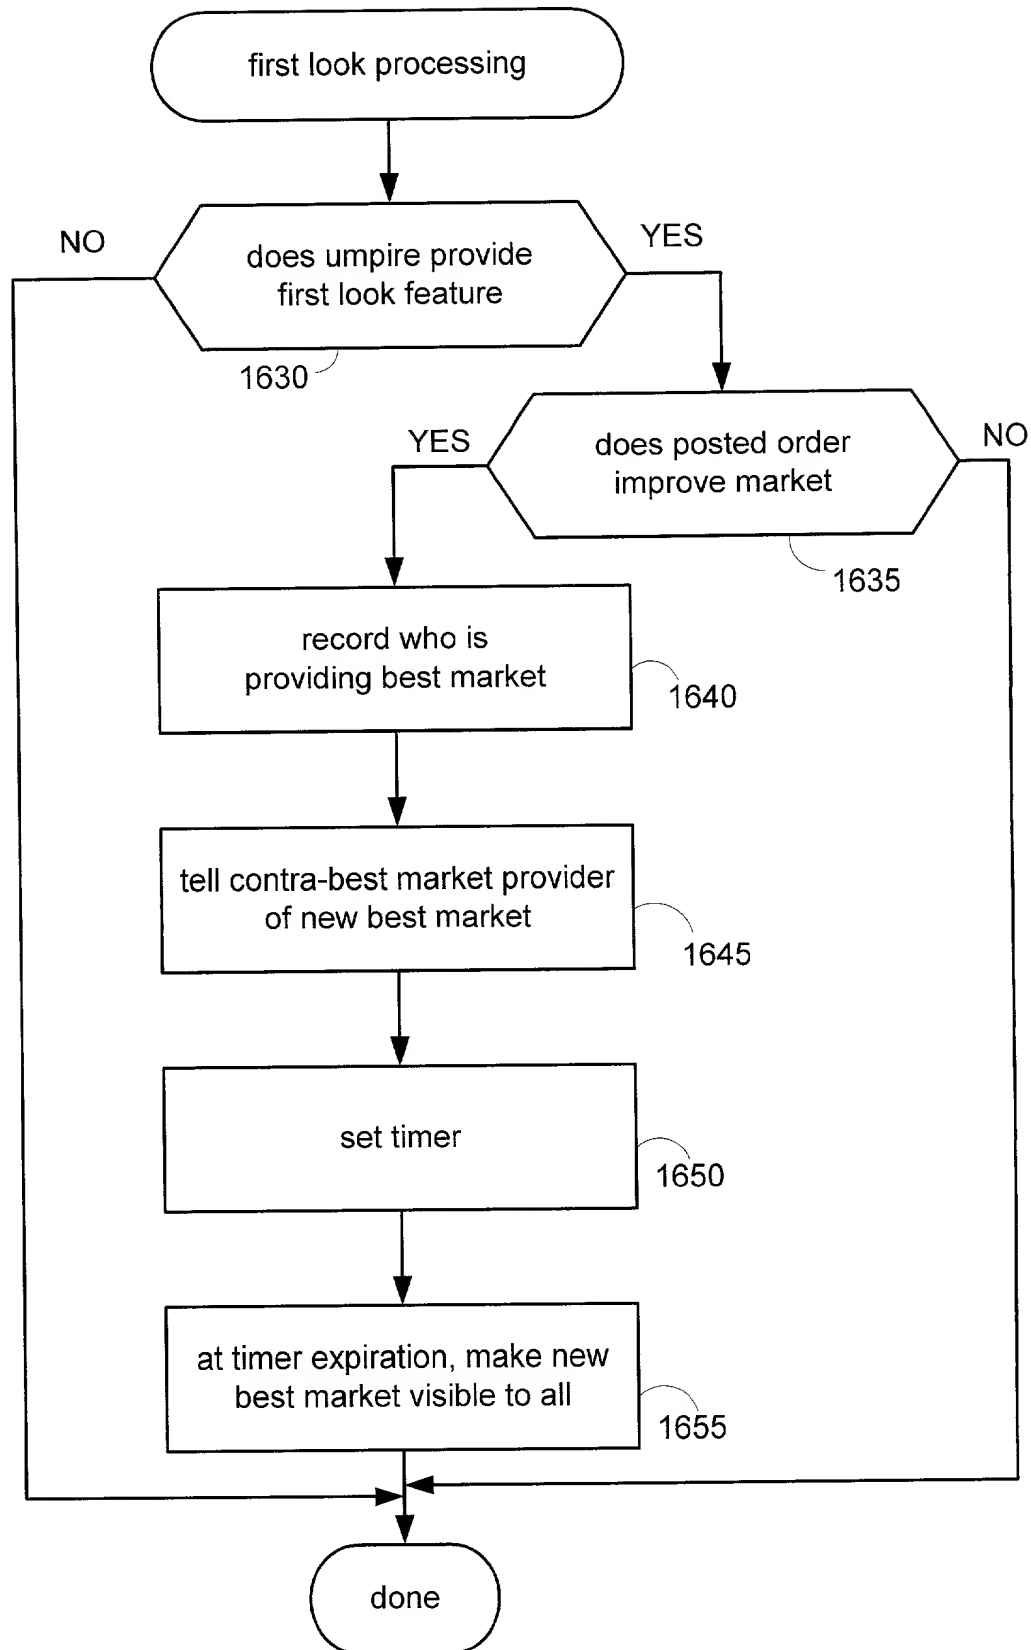 first look processing
NO
YES
does umpire provide
first look feature
1630
YES
NO
does posted order
improve market
1635
record who is
providing best market
1640
tell contra-best market provider
of new best market
1645
set timer
1650
at timer expiration, make new
best market visible to all
1655
done